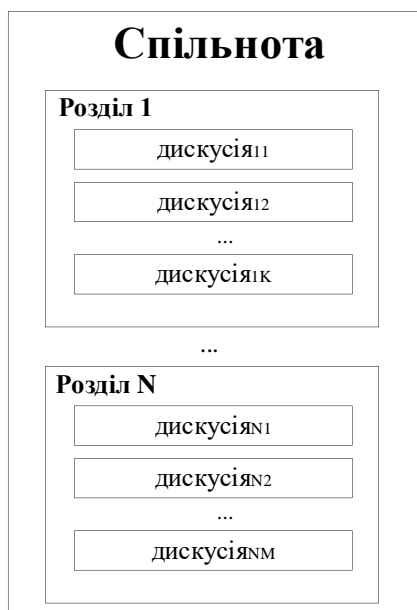 Спільнота
Розділ 1
дискусія11
дискусія12
...
дискусія1K
...
Розділ N
дискусіяN1
дискусіяN2
...
дискусіяNM